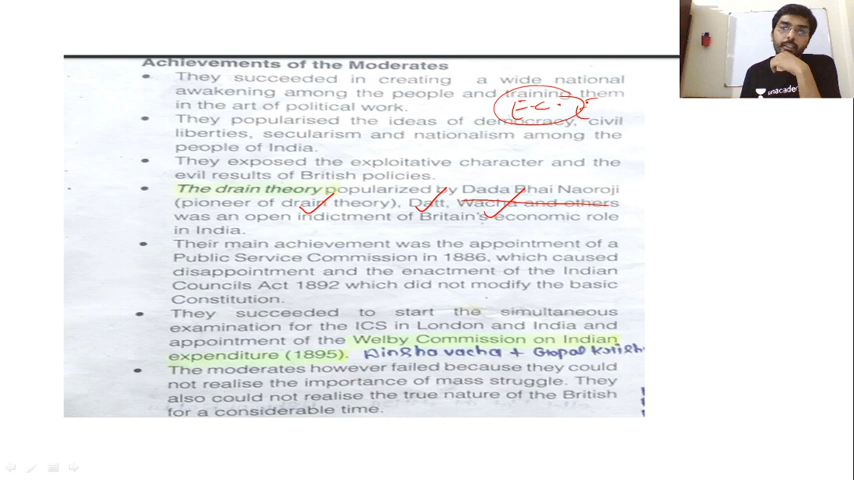 Achievements of the Moderates
• They succeeded in creating a wide national
awakening among the people and training them
in the art of political work.
• They popularised the ideas of democracy, civil
liberties, secularism and nationalism among the
people of India.
• They exposed the exploitative character and the
evil results of British policies.
• The drain theory popularized by Dada Bhai Naoroji
(pioneer of drain theory), Datt, Wacha and others
was an open indictment of Britain's economic role
in India.
• Their main achievement was the appointment of a
Public Service Commission in 1886, which caused
disappointment and the enactment of the Indian
Councils Act 1892 which did not modify the basic
Constitution.
• They succeeded to start the simultaneous
examination for the ICS in London and India and
appointment of the Welby Commission on Indian
expenditure (1895). Dinsha vacha + Gopal
• The moderates however failed because they could
not realise the importance of mass struggle. They
also could not realise the true nature of the British
for a considerable time.